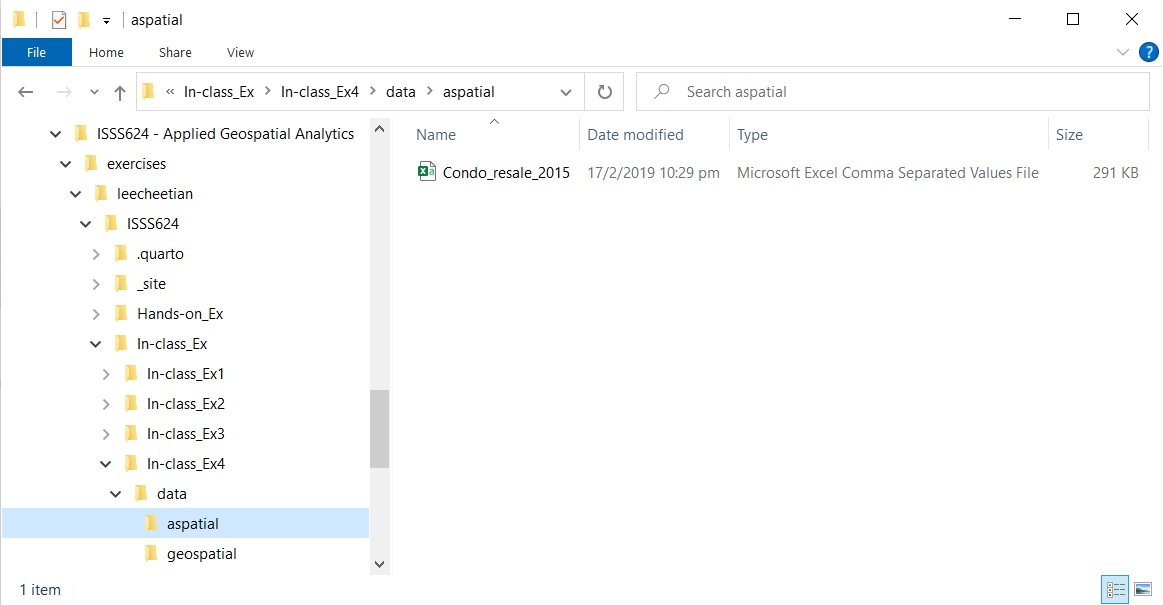 aspatial
File Home Share View
« In-class_Ex > In-class_Ex4 > data > aspatial
Search aspatial
ISSS624 - Applied Geospatial Analytics
exercises
leecheetian
ISSS624
.quarto
_site
Hands-on_Ex
In-class_Ex
In-class_Ex1
In-class_Ex2
In-class_Ex3
In-class_Ex4
data
aspatial
geospatial
Name Date modified Type Size
Condo_resale_2015 17/2/2019 10:29 pm Microsoft Excel Comma Separated Values File 291 KB
1 item